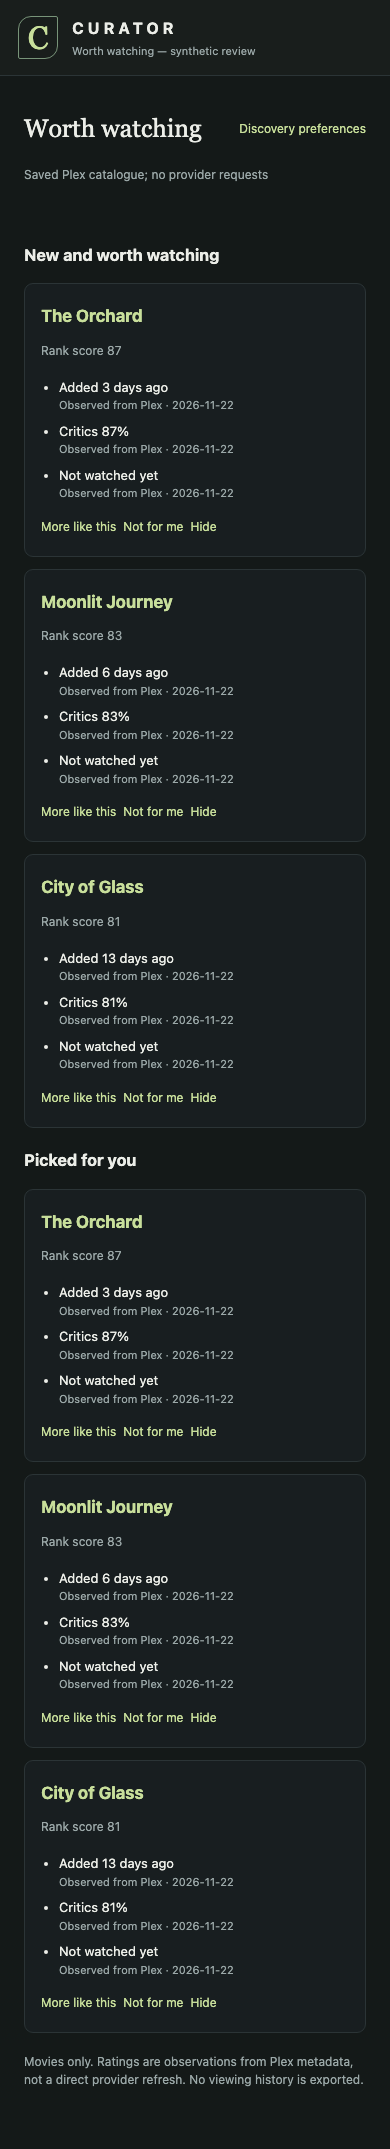 C
CURATOR
Worth watching — synthetic review
Worth watching
Discovery preferences
Saved Plex catalogue; no provider requests
New and worth watching
The Orchard
Rank score 87
• Added 3 days ago
Observed from Plex · 2026-11-22
• Critics 87%
Observed from Plex · 2026-11-22
• Not watched yet
Observed from Plex · 2026-11-22
More like this Not for me Hide
Moonlit Journey
Rank score 83
• Added 6 days ago
Observed from Plex · 2026-11-22
• Critics 83%
Observed from Plex · 2026-11-22
• Not watched yet
Observed from Plex · 2026-11-22
More like this Not for me Hide
City of Glass
Rank score 81
• Added 13 days ago
Observed from Plex · 2026-11-22
• Critics 81%
Observed from Plex · 2026-11-22
• Not watched yet
Observed from Plex · 2026-11-22
More like this Not for me Hide
Picked for you
The Orchard
Rank score 87
• Added 3 days ago
Observed from Plex · 2026-11-22
• Critics 87%
Observed from Plex · 2026-11-22
• Not watched yet
Observed from Plex · 2026-11-22
More like this Not for me Hide
Moonlit Journey
Rank score 83
• Added 6 days ago
Observed from Plex · 2026-11-22
• Critics 83%
Observed from Plex · 2026-11-22
• Not watched yet
Observed from Plex · 2026-11-22
More like this Not for me Hide
City of Glass
Rank score 81
• Added 13 days ago
Observed from Plex · 2026-11-22
• Critics 81%
Observed from Plex · 2026-11-22
• Not watched yet
Observed from Plex · 2026-11-22
More like this Not for me Hide
Movies only. Ratings are observations from Plex metadata,
not a direct provider refresh. No viewing history is exported.